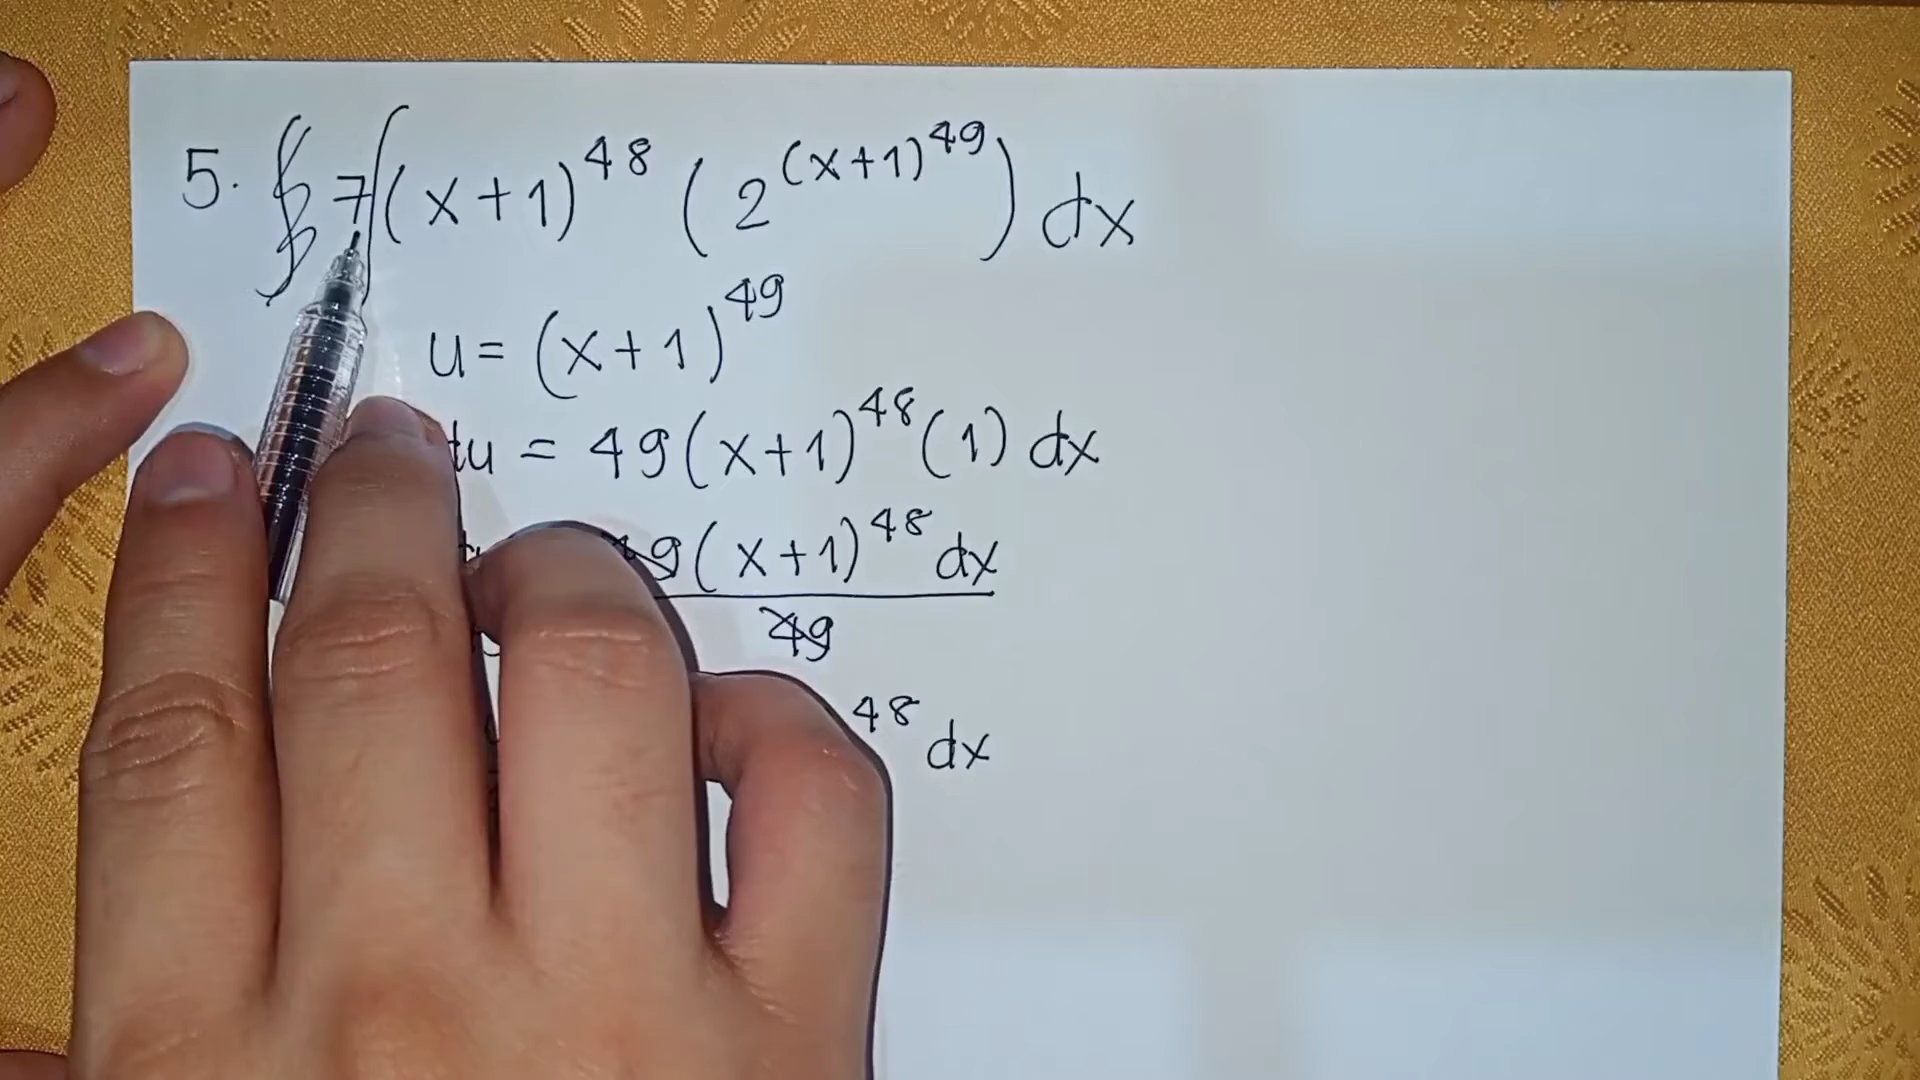 5. ∫ 7 ∫ (x+1)^48 (2^(x+1)^49) dx
u = (x+1)^49
du = 49(x+1)^48 (1) dx
9(x+1)^48 dx
49
48 dx